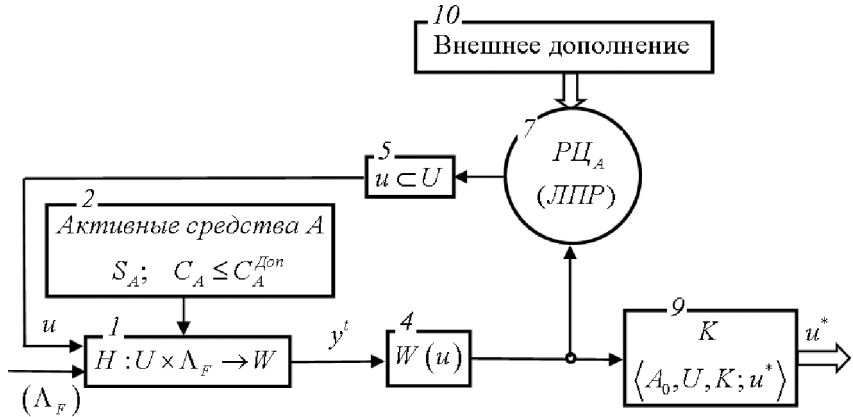 10
Внешнее дополнение
7
РЦ_A
(ЛПР)
5
u ⊂ U
2
Активные средства A
S_A; C_A ≤ C_A^Доп
u
1
H : U × Λ_F → W
(Λ_F)
y^t
4
W(u)
9
K
⟨A_0, U, K; u^*⟩
u^*